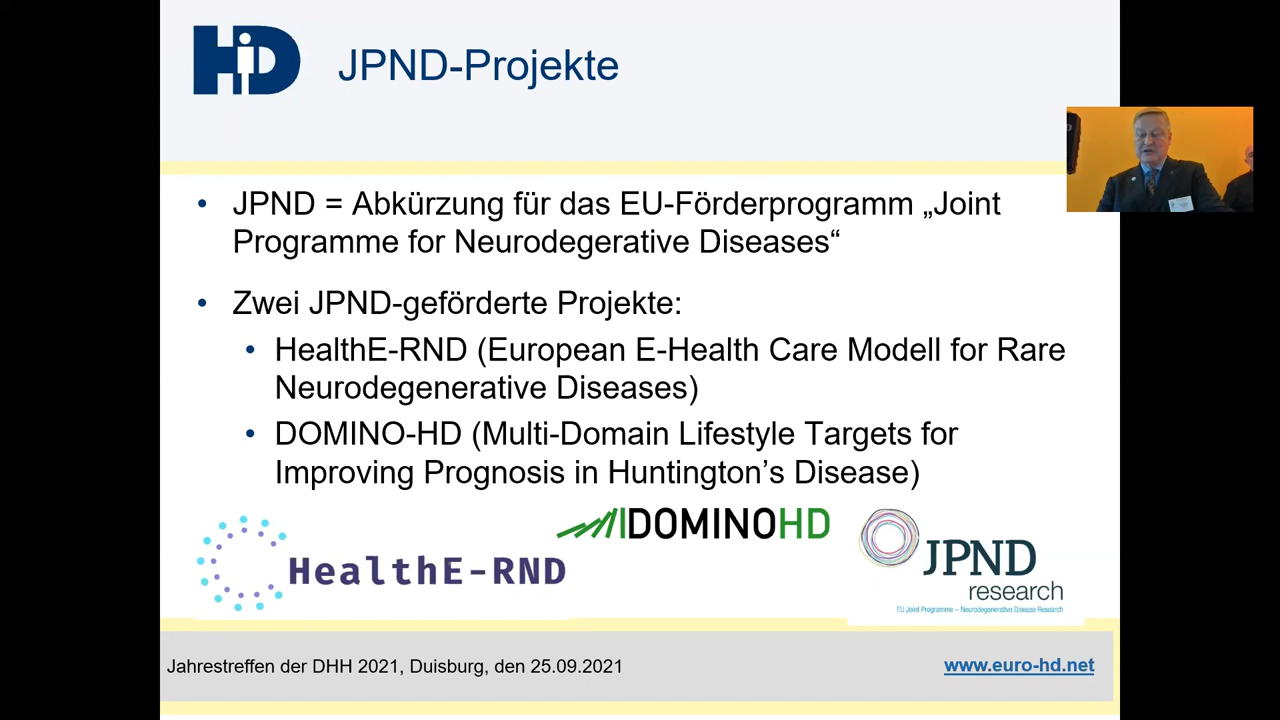 HD
JPND-Projekte
• JPND = Abkürzung für das EU-Förderprogramm „Joint
Programme for Neurodegerative Diseases“
• Zwei JPND-geförderte Projekte:
• HealthE-RND (European E-Health Care Modell for Rare
Neurodegenerative Diseases)
• DOMINO-HD (Multi-Domain Lifestyle Targets for
Improving Prognosis in Huntington’s Disease)
HealthE-RND
DOMINOHD
JPND
research
EU Joint Programme – Neurodegenerative Disease Research
Jahrestreffen der DHH 2021, Duisburg, den 25.09.2021
www.euro-hd.net